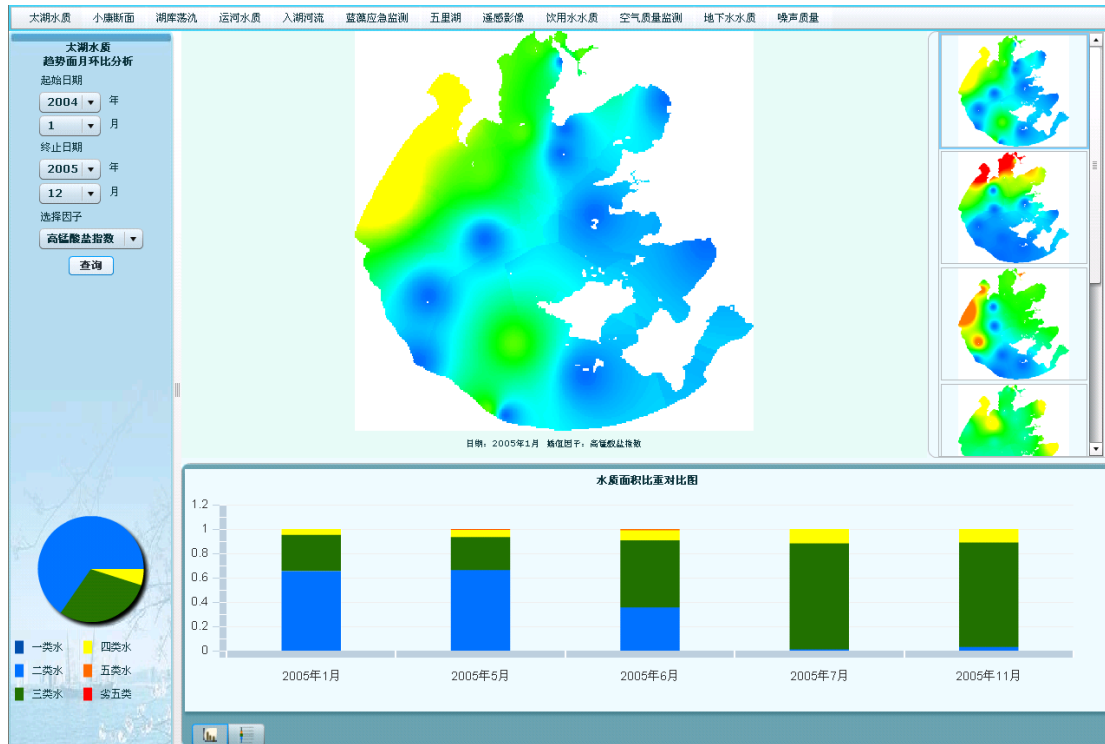 太湖水质 小康断面 湖库荡氿 运河水质 入湖河流 蓝藻应急监测 五里湖 遥感影像 饮用水水质 空气质量监测 地下水水质 噪声质量
太湖水质
趋势面月环比分析
起始日期
2004 年
1 月
终止日期
2005 年
12 月
选择因子
高锰酸盐指数
查询
日期：2005年1月 插值因子：高锰酸盐指数
水质面积比重对比图
1.2
1
0.8
0.6
0.4
0.2
0
2005年1月 2005年5月 2005年6月 2005年7月 2005年11月
一类水 四类水
二类水 五类水
三类水 劣五类